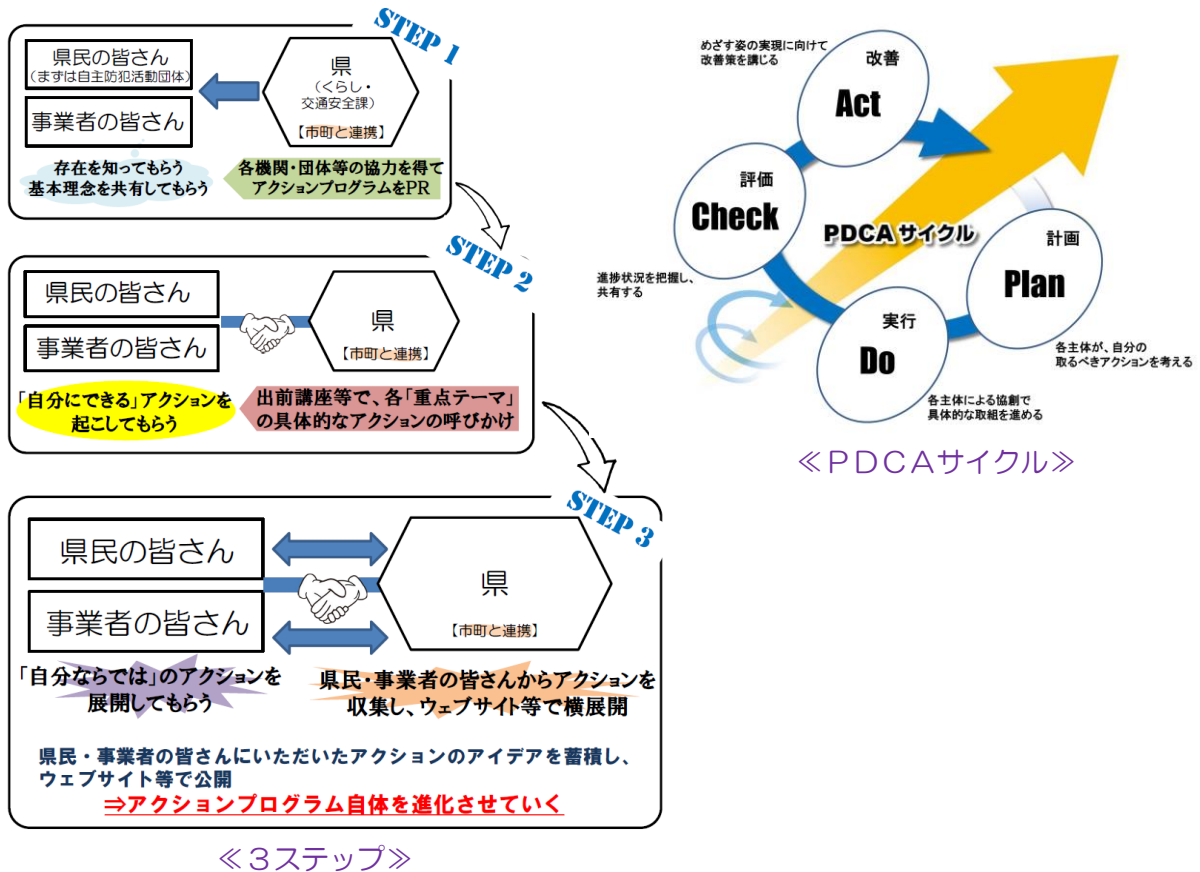 STEP 1
県民の皆さん
(まずは自主防犯活動団体)
事業者の皆さん
県
(くらし・
交通安全課)
【市町と連携】
存在を知ってもらう
基本理念を共有してもらう
各機関・団体等の協力を得て
アクションプログラムをPR
STEP 2
県民の皆さん
事業者の皆さん
県
【市町と連携】
「自分にできる」アクションを
起こしてもらう
出前講座等で、各「重点テーマ」
の具体的なアクションの呼びかけ
STEP 3
県民の皆さん
事業者の皆さん
県
【市町と連携】
「自分ならでは」のアクションを
展開してもらう
県民・事業者の皆さんからアクションを
収集し、ウェブサイト等で横展開
県民・事業者の皆さんにいただいたアクションのアイデアを蓄積し、
ウェブサイト等で公開
⇒アクションプログラム自体を進化させていく
≪３ステップ≫
めざす姿の実現に向けて
改善策を講じる
改善
Act
評価
Check
進捗状況を把握し、
共有する
PDCAサイクル
計画
Plan
各主体が、自分の
取るべきアクションを考える
実行
Do
各主体による協創で
具体的な取組を進める
≪ＰＤＣＡサイクル≫